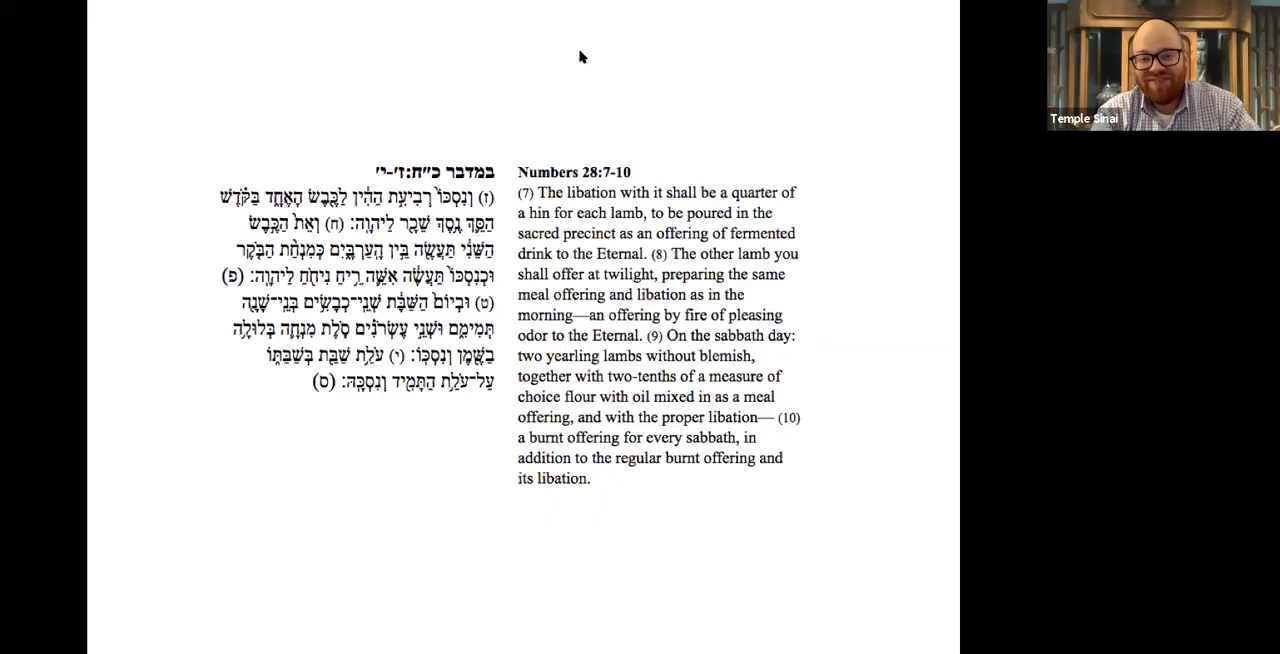 במדבר כ״ח:ז׳-י׳
(ז) וְנִסְכּוֹ֙ רְבִיעִ֣ת הַהִ֔ין לַכֶּ֖בֶשׂ הָאֶחָ֑ד בַּקֹּ֗דֶשׁ
הַסֵּ֛ךְ נֶ֥סֶךְ שֵׁכָ֖ר לַיהוָֽה׃ (ח) וְאֵת֙ הַכֶּ֣בֶשׂ
הַשֵּׁנִ֔י תַּעֲשֶׂ֖ה בֵּ֣ין הָֽעַרְבָּ֑יִם כְּמִנְחַ֨ת הַבֹּ֤קֶר
וּכְנִסְכּוֹ֙ תַּעֲשֶׂ֔ה אִשֵּׁ֛ה רֵ֥יחַ נִיחֹ֖חַ לַיהוָֽה׃ (פ)
(ט) וּבְיוֹם֙ הַשַּׁבָּ֔ת שְׁנֵֽי־כְבָשִׂ֥ים בְּנֵֽי־שָׁנָ֖ה
תְּמִימִ֑ם וּשְׁנֵ֣י עֶשְׂרֹנִ֗ים סֹ֧לֶת מִנְחָ֛ה בְּלוּלָ֥ה
בַשֶּׁ֖מֶן וְנִסְכּֽוֹ׃ (י) עֹלַ֥ת שַׁבַּ֖ת בְּשַׁבַּתּ֑וֹ
עַל־עֹלַ֥ת הַתָּמִ֖יד וְנִסְכָּֽהּ׃ (ס)
Numbers 28:7-10
(7) The libation with it shall be a quarter of
a hin for each lamb, to be poured in the
sacred precinct as an offering of fermented
drink to the Eternal. (8) The other lamb you
shall offer at twilight, preparing the same
meal offering and libation as in the
morning—an offering by fire of pleasing
odor to the Eternal. (9) On the sabbath day:
two yearling lambs without blemish,
together with two-tenths of a measure of
choice flour with oil mixed in as a meal
offering, and with the proper libation— (10)
a burnt offering for every sabbath, in
addition to the regular burnt offering and
its libation.
Temple Sinai